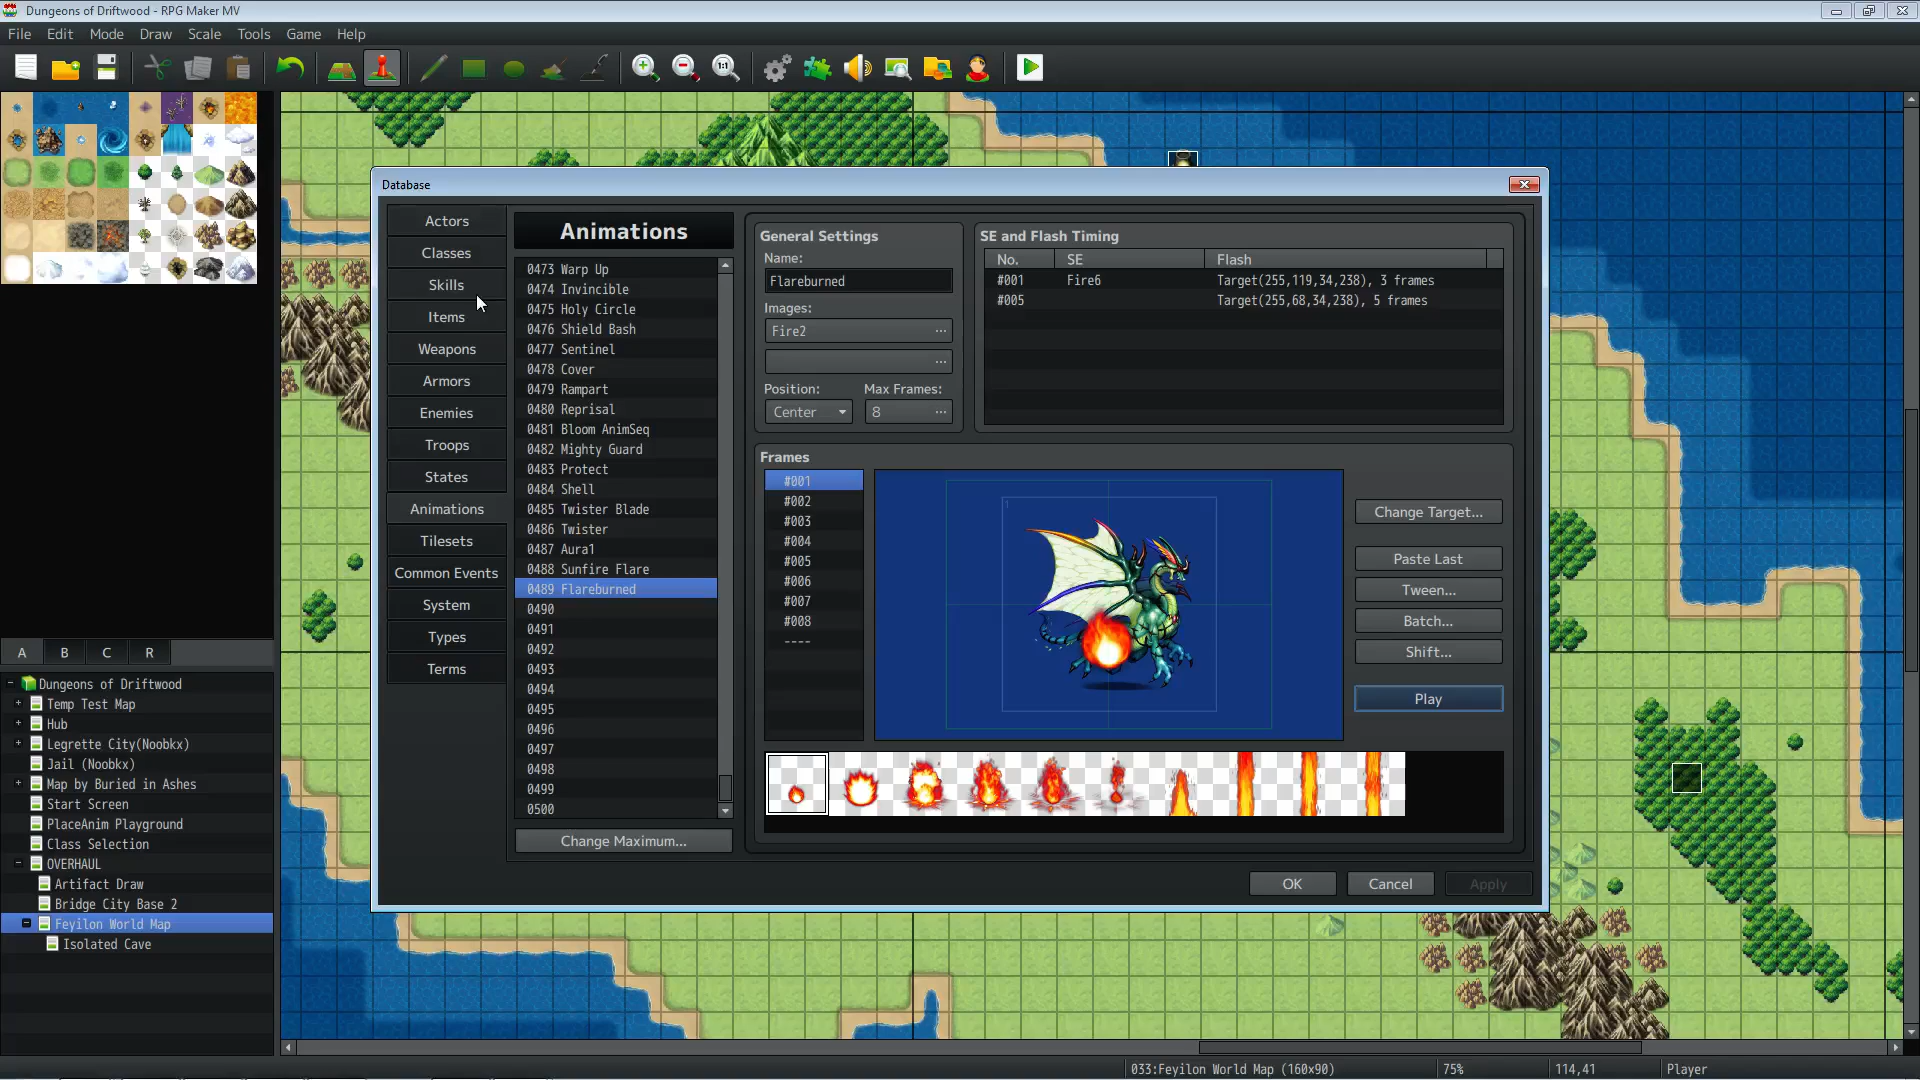 Dungeons of Driftwood - RPG Maker MV
File Edit Mode Draw Scale Tools Game Help
1:1
Database
Actors
Classes
Skills
Items
Weapons
Armors
Enemies
Troops
States
Animations
Tilesets
Common Events
System
Types
Terms
Animations
0473 Warp Up
0474 Invincible
0475 Holy Circle
0476 Shield Bash
0477 Sentinel
0478 Cover
0479 Rampart
0480 Reprisal
0481 Bloom AnimSeq
0482 Mighty Guard
0483 Protect
0484 Shell
0485 Twister Blade
0486 Twister
0487 Aura1
0488 Sunfire Flare
0489 Flareburned
0490
0491
0492
0493
0494
0495
0496
0497
0498
0499
0500
Change Maximum...
General Settings
Name:
Flareburned
Images:
Fire2 ...
...
Position: Max Frames:
Center 8 ...
SE and Flash Timing
No. SE Flash
#001 Fire6 Target(255,119,34,238), 3 frames
#005 Target(255,68,34,238), 5 frames
Frames
#001
#002
#003
#004
#005
#006
#007
#008
----
1
Change Target...
Paste Last
Tween...
Batch...
Shift...
Play
OK Cancel Apply
A B C R
Dungeons of Driftwood
Temp Test Map
Hub
Legrette City(Noobkx)
Jail (Noobkx)
Map by Buried in Ashes
Start Screen
PlaceAnim Playground
Class Selection
OVERHAUL
Artifact Draw
Bridge City Base 2
Feyilon World Map
Isolated Cave
033:Feyilon World Map (160x90) 75% 114,41 Player